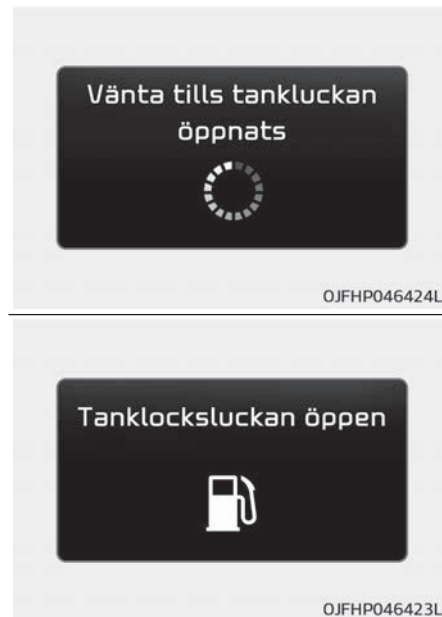 Vänta tills tankluckan
öppnats
OJFHP046424L
Tanklocksluckan öppen
OJFHP046423L